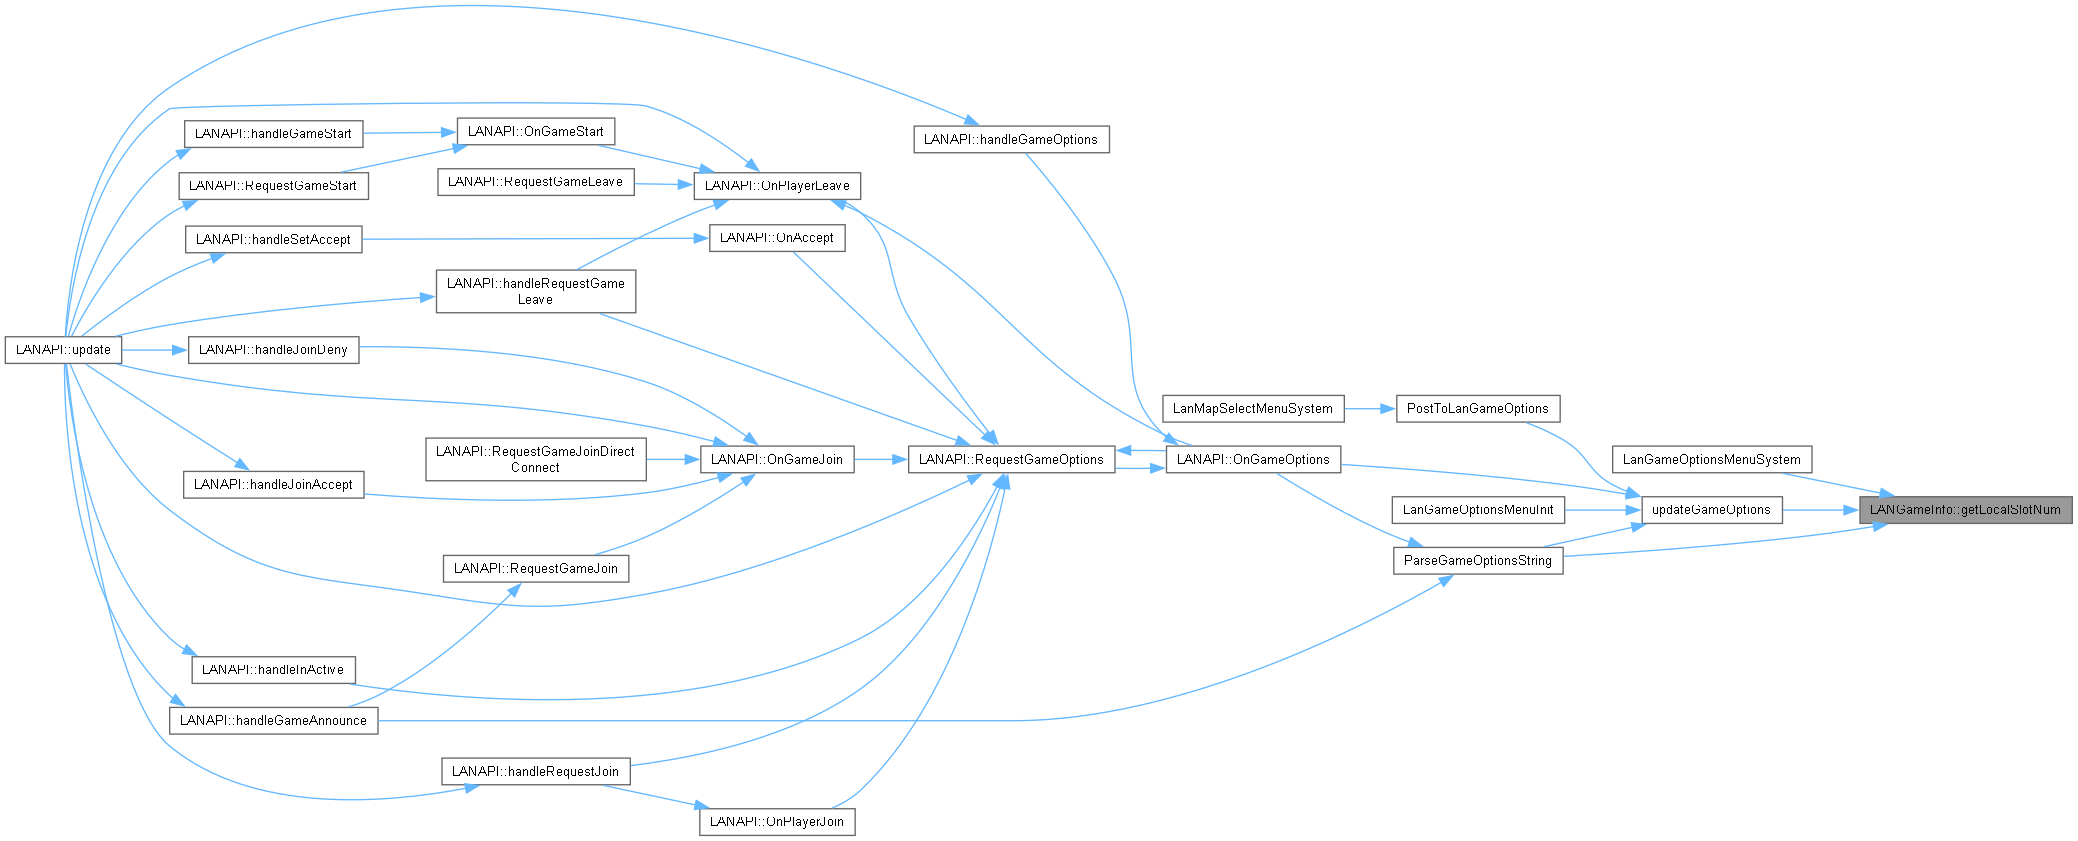 LANAPI::handleGameOptions
LANAPI::handleGameStart
LANAPI::OnGameStart
LANAPI::RequestGameStart
LANAPI::RequestGameLeave
LANAPI::OnPlayerLeave
LANAPI::handleSetAccept
LANAPI::OnAccept
LANAPI::handleRequestGame
Leave
LANAPI::update
LANAPI::handleJoinDeny
LanMapSelectMenuSystem
PostToLanGameOptions
LANAPI::RequestGameJoinDirect
Connect
LANAPI::OnGameJoin
LANAPI::RequestGameOptions
LANAPI::OnGameOptions
LanGameOptionsMenuSystem
LANAPI::handleJoinAccept
LanGameOptionsMenuInit
updateGameOptions
LANGameInfo::getLocalSlotNum
LANAPI::RequestGameJoin
ParseGameOptionsString
LANAPI::handleInActive
LANAPI::handleGameAnnounce
LANAPI::handleRequestJoin
LANAPI::OnPlayerJoin